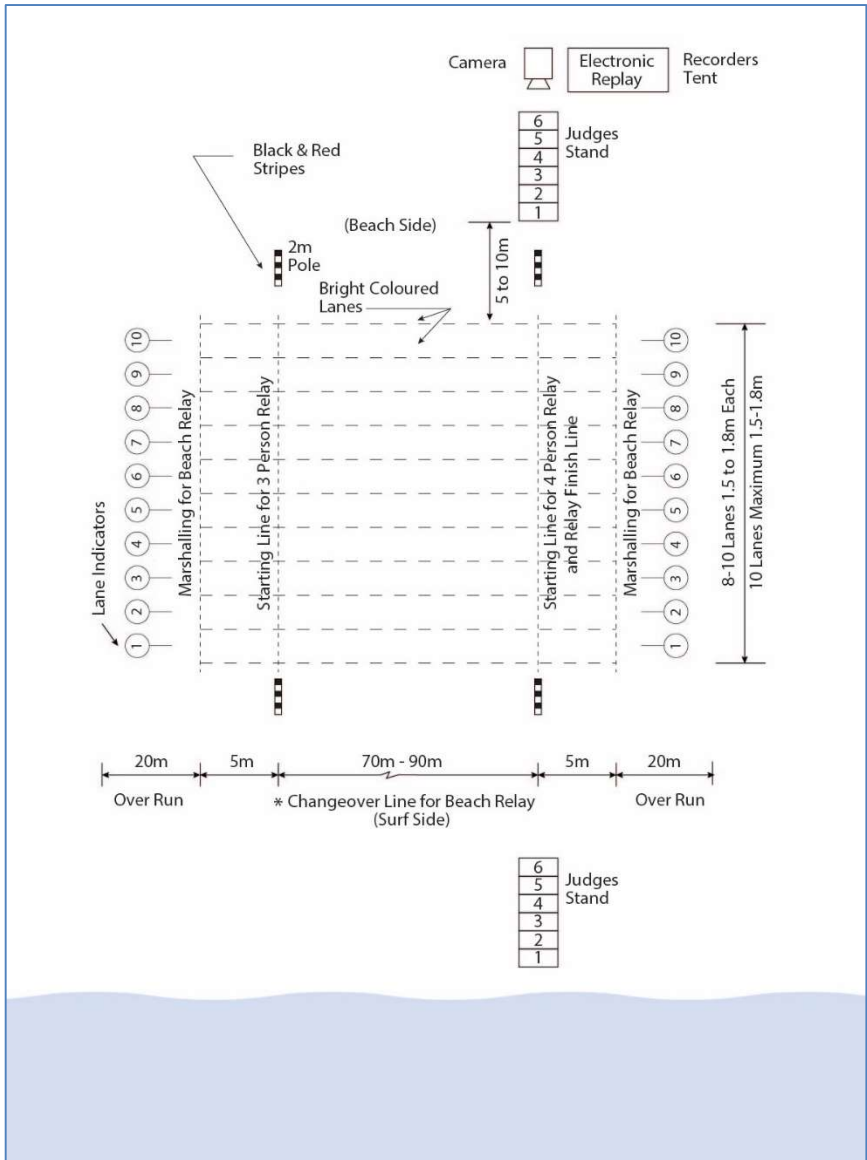 Camera
Electronic
Replay
Recorders
Tent
6
5
4
3
2
1
Judges
Stand
Black & Red
Stripes
(Beach Side)
2m
Pole
5 to 10m
Bright Coloured
Lanes
Lane Indicators
10
9
8
7
6
5
4
3
2
1
Marshalling for Beach Relay
Starting Line for 3 Person Relay
Starting Line for 4 Person Relay
and Relay Finish Line
Marshalling for Beach Relay
10
9
8
7
6
5
4
3
2
1
8-10 Lanes 1.5 to 1.8m Each
10 Lanes Maximum 1.5-1.8m
20m
5m
70m - 90m
5m
20m
Over Run
* Changeover Line for Beach Relay
(Surf Side)
Over Run
6
5
4
3
2
1
Judges
Stand